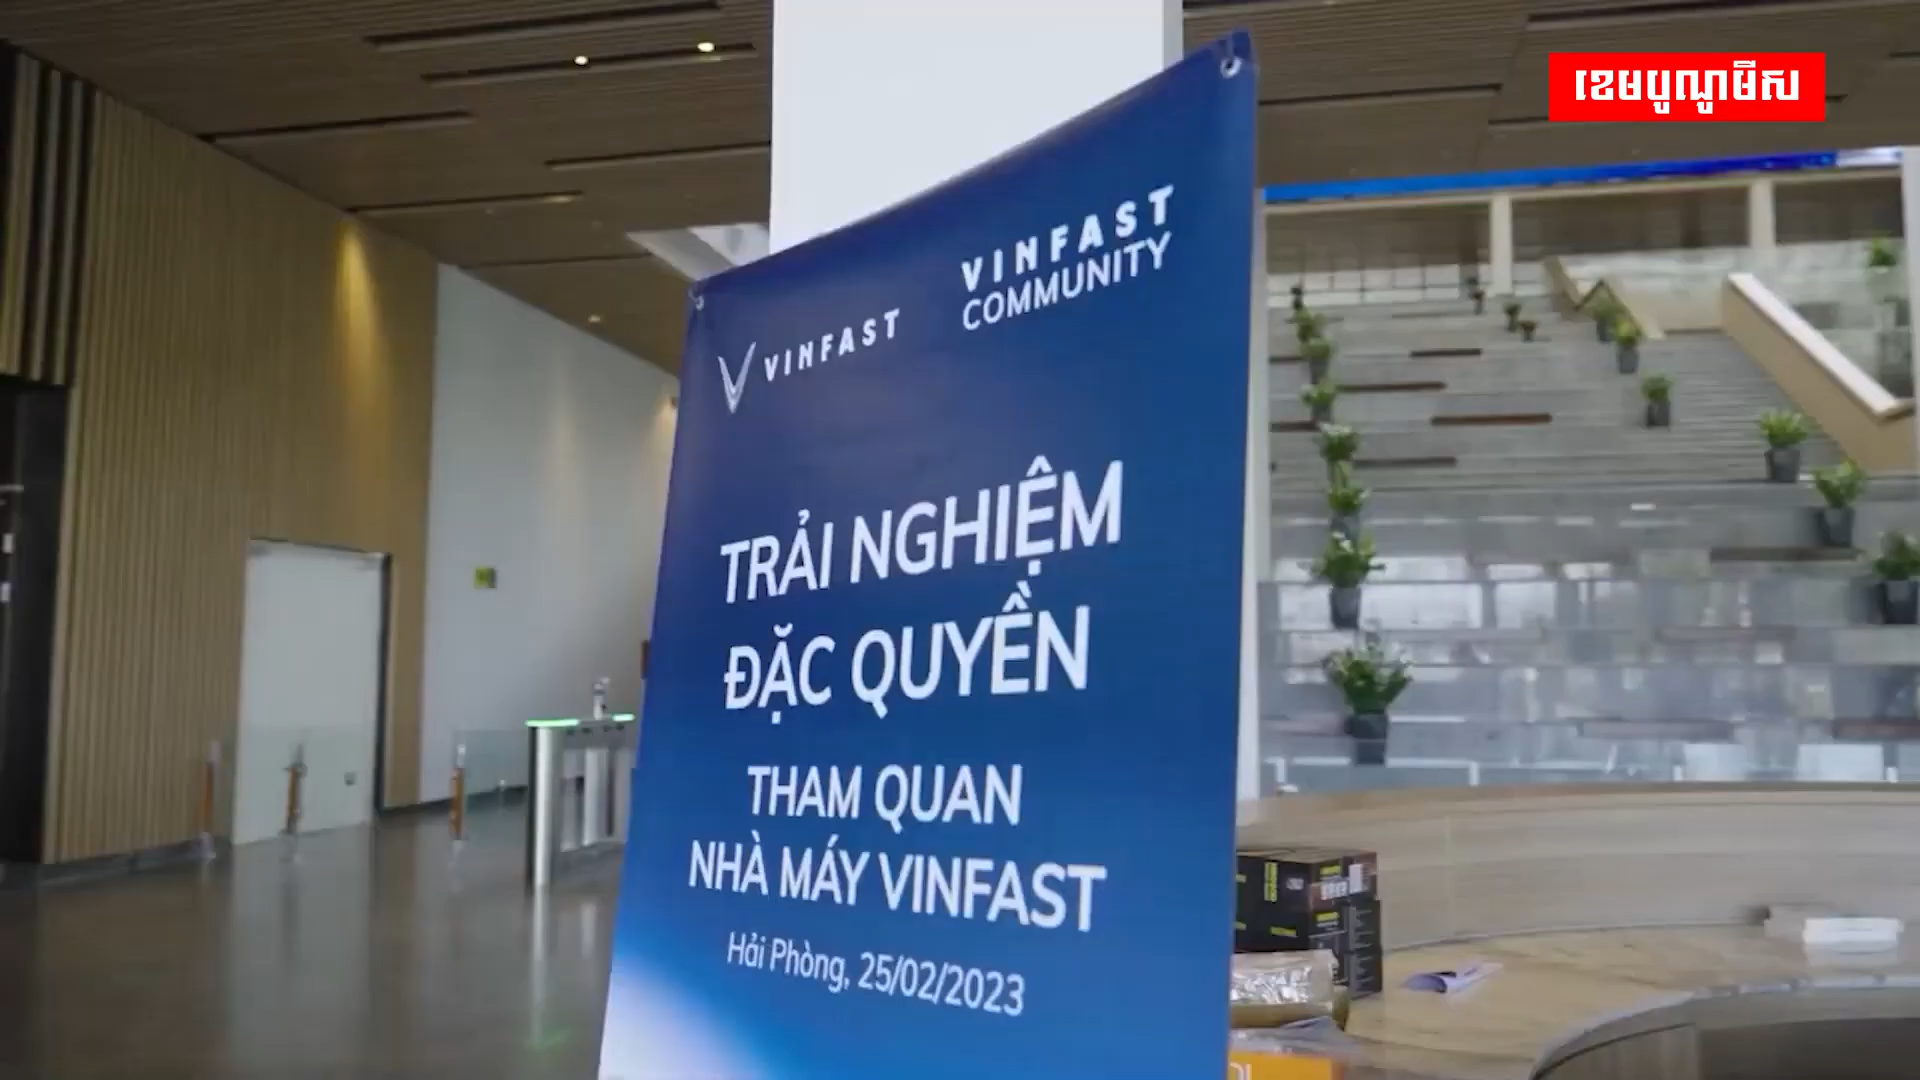 ខេមបូណូមីស
VINFAST
VINFAST
COMMUNITY
TRẢI NGHIỆM
ĐẶC QUYỀN
THAM QUAN
NHÀ MÁY VINFAST
Hải Phòng, 25/02/2023